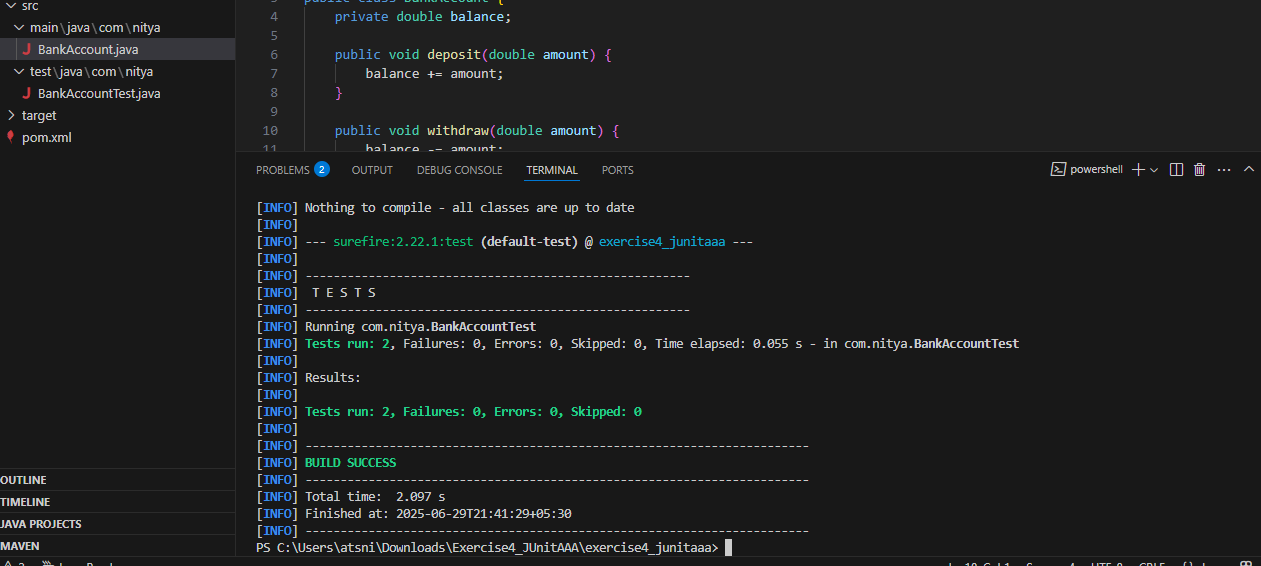 src
main\java\com\nitya
BankAccount.java
test\java\com\nitya
BankAccountTest.java
target
pom.xml
OUTLINE
TIMELINE
JAVA PROJECTS
MAVEN
3 public class BankAccount {
4 private double balance;
5
6 public void deposit(double amount) {
7 balance += amount;
8 }
9
10 public void withdraw(double amount) {
11 balance -= amount;
PROBLEMS 2 OUTPUT DEBUG CONSOLE TERMINAL PORTS powershell
[INFO] Nothing to compile - all classes are up to date
[INFO]
[INFO] --- surefire:2.22.1:test (default-test) @ exercise4_junitaaa ---
[INFO]
[INFO] -------------------------------------------------------
[INFO]  T E S T S
[INFO] -------------------------------------------------------
[INFO] Running com.nitya.BankAccountTest
[INFO] Tests run: 2, Failures: 0, Errors: 0, Skipped: 0, Time elapsed: 0.055 s - in com.nitya.BankAccountTest
[INFO]
[INFO] Results:
[INFO]
[INFO] Tests run: 2, Failures: 0, Errors: 0, Skipped: 0
[INFO]
[INFO] ------------------------------------------------------------------------
[INFO] BUILD SUCCESS
[INFO] ------------------------------------------------------------------------
[INFO] Total time:  2.097 s
[INFO] Finished at: 2025-06-29T21:41:29+05:30
[INFO] ------------------------------------------------------------------------
PS C:\Users\atsni\Downloads\Exercise4_JUnitAAA\exercise4_junitaaa>